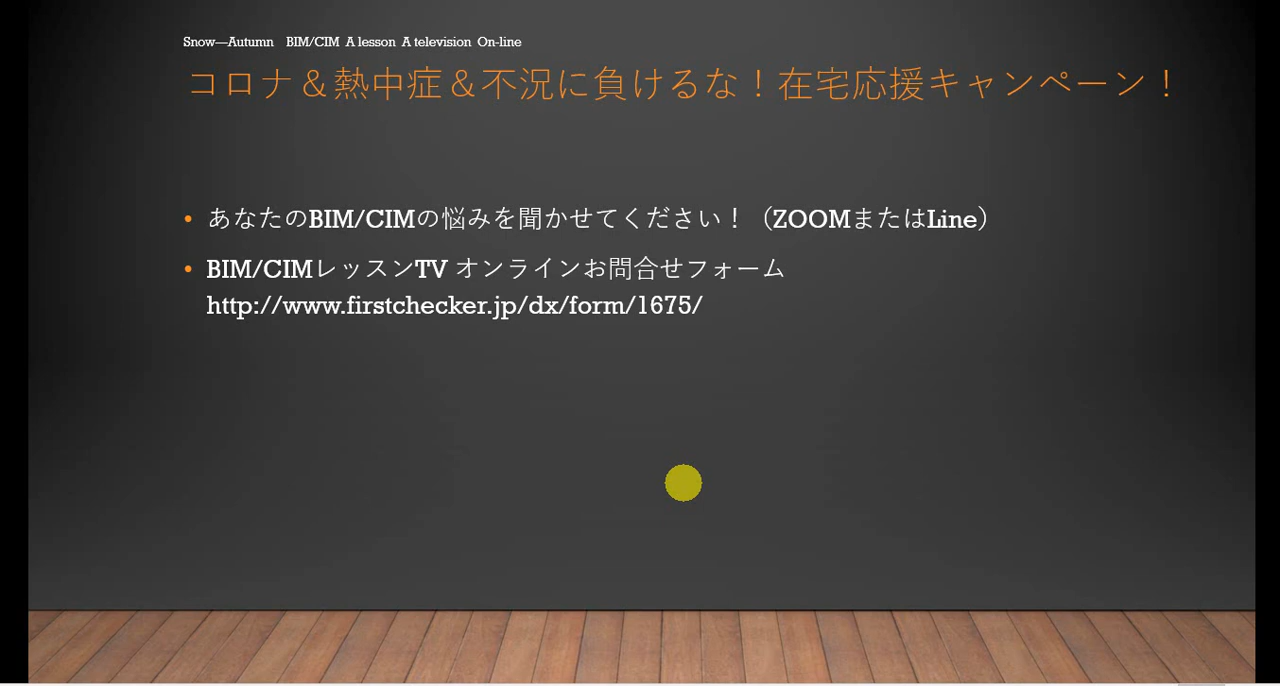 Snow—Autumn　BIM/CIM A lesson A television On-line
コロナ＆熱中症＆不況に負けるな！在宅応援キャンペーン！
• あなたのBIM/CIMの悩みを聞かせてください！（ZOOMまたはLine）
• BIM/CIMレッスンTV オンラインお問合せフォーム
http://www.firstchecker.jp/dx/form/1675/